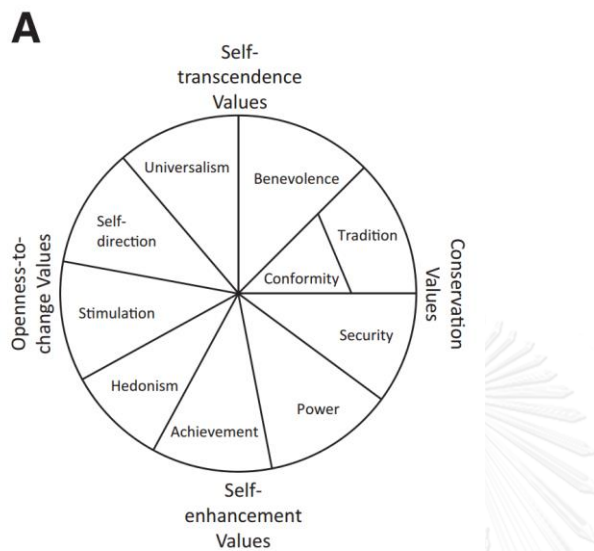 A
Self-
transcendence
Values
Universalism
Benevolence
Self-
direction
Tradition
Conformity
Openness-to-
change Values
Conservation
Values
Stimulation
Security
Hedonism
Power
Achievement
Self-
enhancement
Values